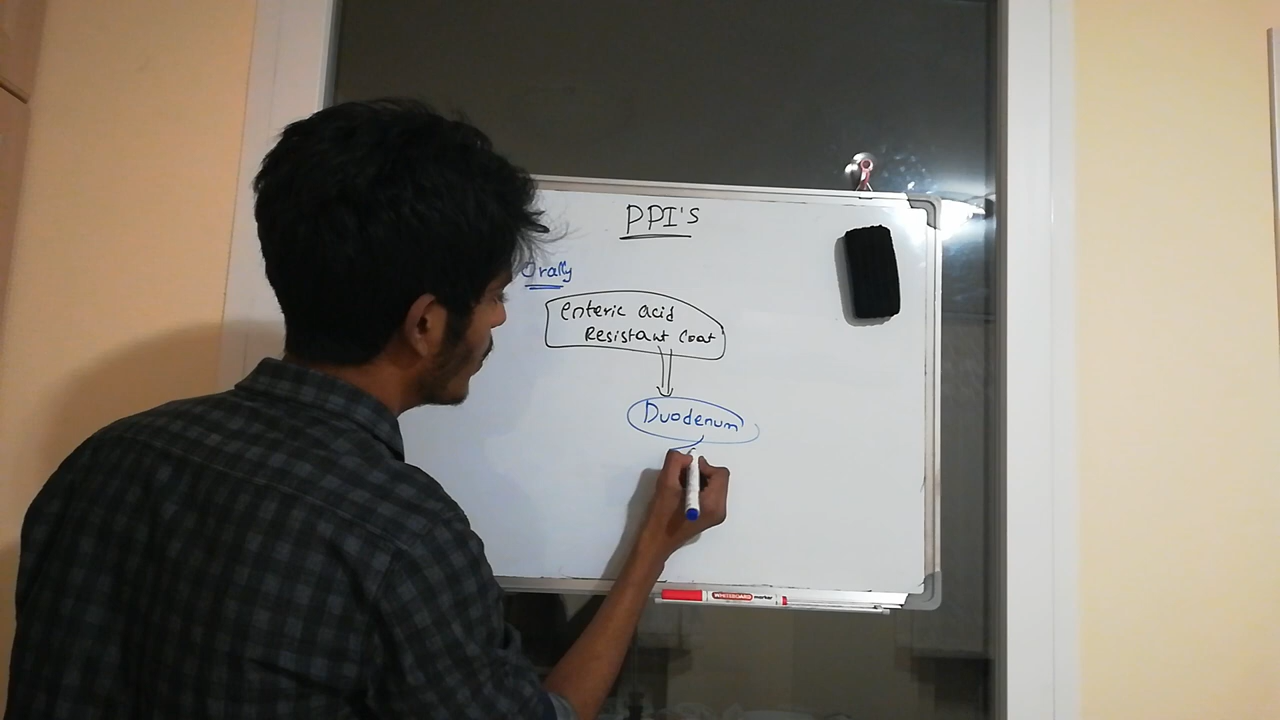 PPI's
Orally
enteric acid
Resistant Coat
Duodenum
WHITEBOARD marker